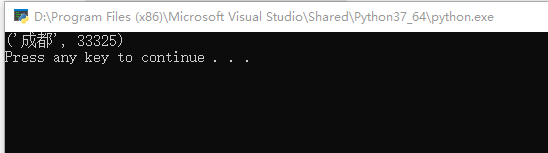 D:\Program Files (x86)\Microsoft Visual Studio\Shared\Python37_64\python.exe
('成都', 33325)
Press any key to continue . . .